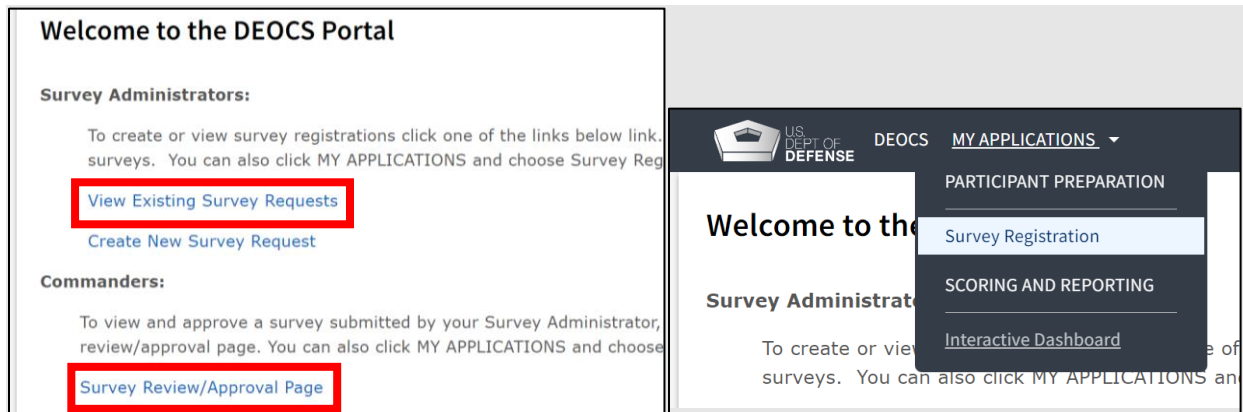 Welcome to the DEOCS Portal
Survey Administrators:
To create or view survey registrations click one of the links below link.
surveys.  You can also click MY APPLICATIONS and choose Survey Reg
View Existing Survey Requests
Create New Survey Request
Commanders:
To view and approve a survey submitted by your Survey Administrator,
review/approval page. You can also click MY APPLICATIONS and choose
Survey Review/Approval Page
U.S.
DEPT OF
DEFENSE
DEOCS
MY APPLICATIONS
PARTICIPANT PREPARATION
Survey Registration
SCORING AND REPORTING
Interactive Dashboard
Welcome to the
Survey Administrat
To create or vie
e of
surveys.  You can also click MY APPLICATIONS an